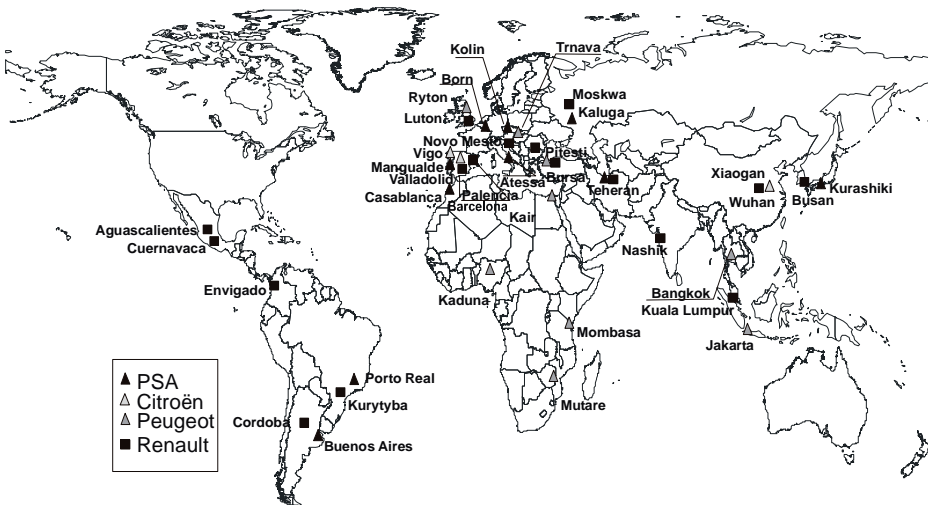 Kolin
Trnava
Born
Ryton
Moskwa
Kaluga
Luton
Novo Mesto
Pitesti
Vigo
Mangualde
Valladolio
Atessa
Bursa
Teheran
Xiaogan
Wuhan
Kurashiki
Busan
Casablanca
Palencia
Barcelona
Kair
Aguascalientes
Cuernavaca
Nashik
Envigado
Kaduna
Bangkok
Kuala Lumpur
Mombasa
Jakarta
Porto Real
Kurytyba
Mutare
Cordoba
Buenos Aires
PSA
Citroën
Peugeot
Renault